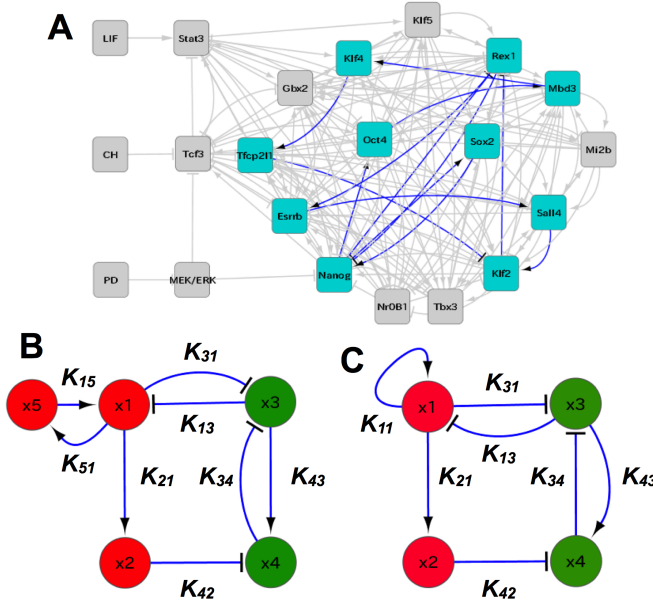 A
LIF
Stat3
Klf5
Klf4
Rex1
Gbx2
Mbd3
CH
Tcf3
Tfcp2l1
Oct4
Sox2
Mi2b
Esrrb
Sall4
PD
MEK/ERK
Nanog
Klf2
Nr0B1
Tbx3
B
C
K15
K31
x5
x1
x3
K51
K13
K21
K34
K43
x2
x4
K42
x1
K31
x3
K11
K13
K21
K34
K43
x2
x4
K42